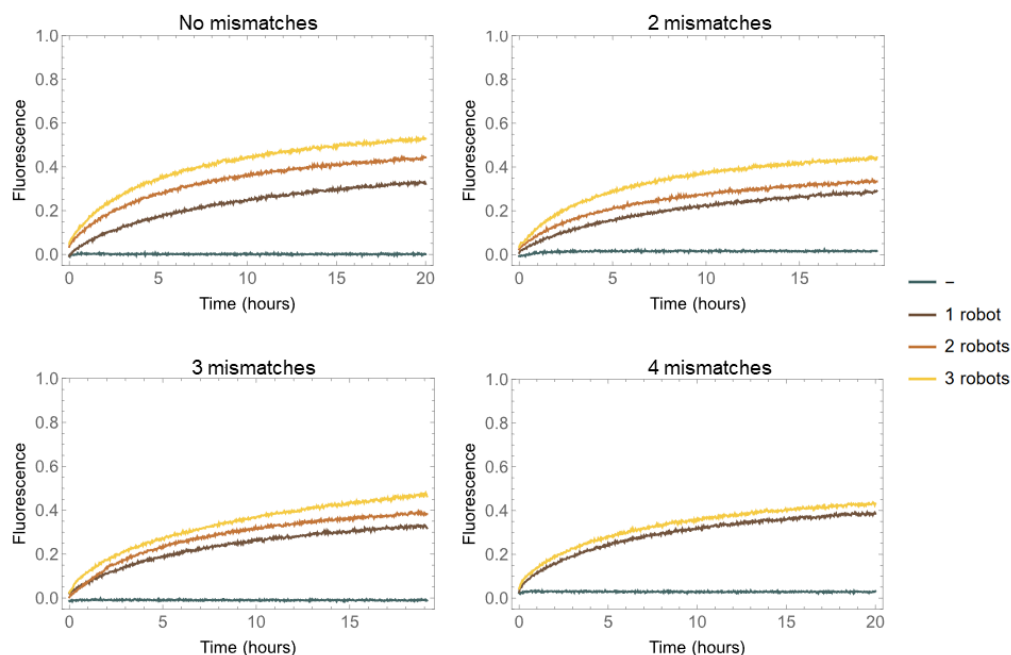 No mismatches
1.0
0.8
0.6
0.4
0.2
0.0
Fluorescence
0
5
10
15
20
Time (hours)
2 mismatches
1.0
0.8
0.6
0.4
0.2
0.0
Fluorescence
0
5
10
15
Time (hours)
3 mismatches
1.0
0.8
0.6
0.4
0.2
0.0
Fluorescence
0
5
10
15
Time (hours)
4 mismatches
1.0
0.8
0.6
0.4
0.2
0.0
Fluorescence
0
5
10
15
20
Time (hours)
–
1 robot
2 robots
3 robots